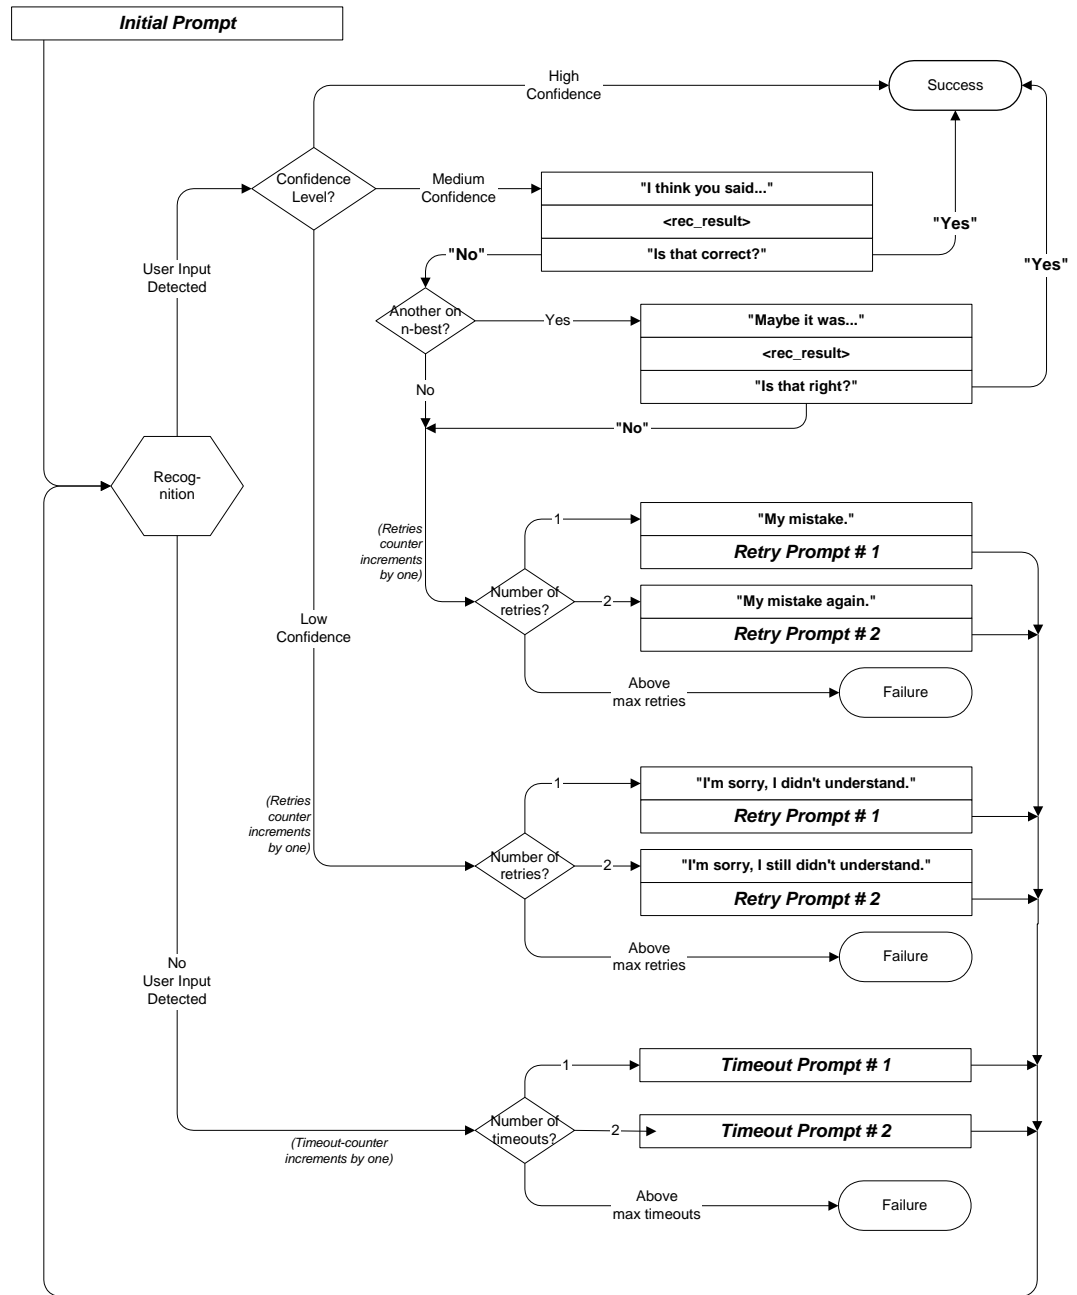 Initial Prompt
High
Confidence
Success
Confidence
Level?
Medium
Confidence
"I think you said..."
<rec_result>
"Is that correct?"
"Yes"
"No"
"Yes"
User Input
Detected
Another on
n-best?
Yes
"Maybe it was..."
<rec_result>
"Is that right?"
No
"No"
Recog-
nition
(Retries
counter
increments
by one)
1
"My mistake."
Retry Prompt # 1
Number of
retries?
2
"My mistake again."
Retry Prompt # 2
Low
Confidence
Above
max retries
Failure
(Retries
counter
increments
by one)
1
"I'm sorry, I didn't understand."
Retry Prompt # 1
Number of
retries?
2
"I'm sorry, I still didn't understand."
Retry Prompt # 2
Above
max retries
Failure
No
User Input
Detected
1
Timeout Prompt # 1
Number of
timeouts?
2
Timeout Prompt # 2
(Timeout-counter
increments by one)
Above
max timeouts
Failure